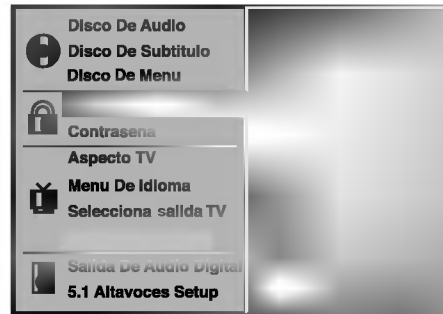 Disco De Audio
Disco De Subtitulo
Disco De Menu
Contrasena
Aspecto TV
Menu De Idioma
Selecciona salida TV
Salida De Audio Digital
5.1 Altavoces Setup